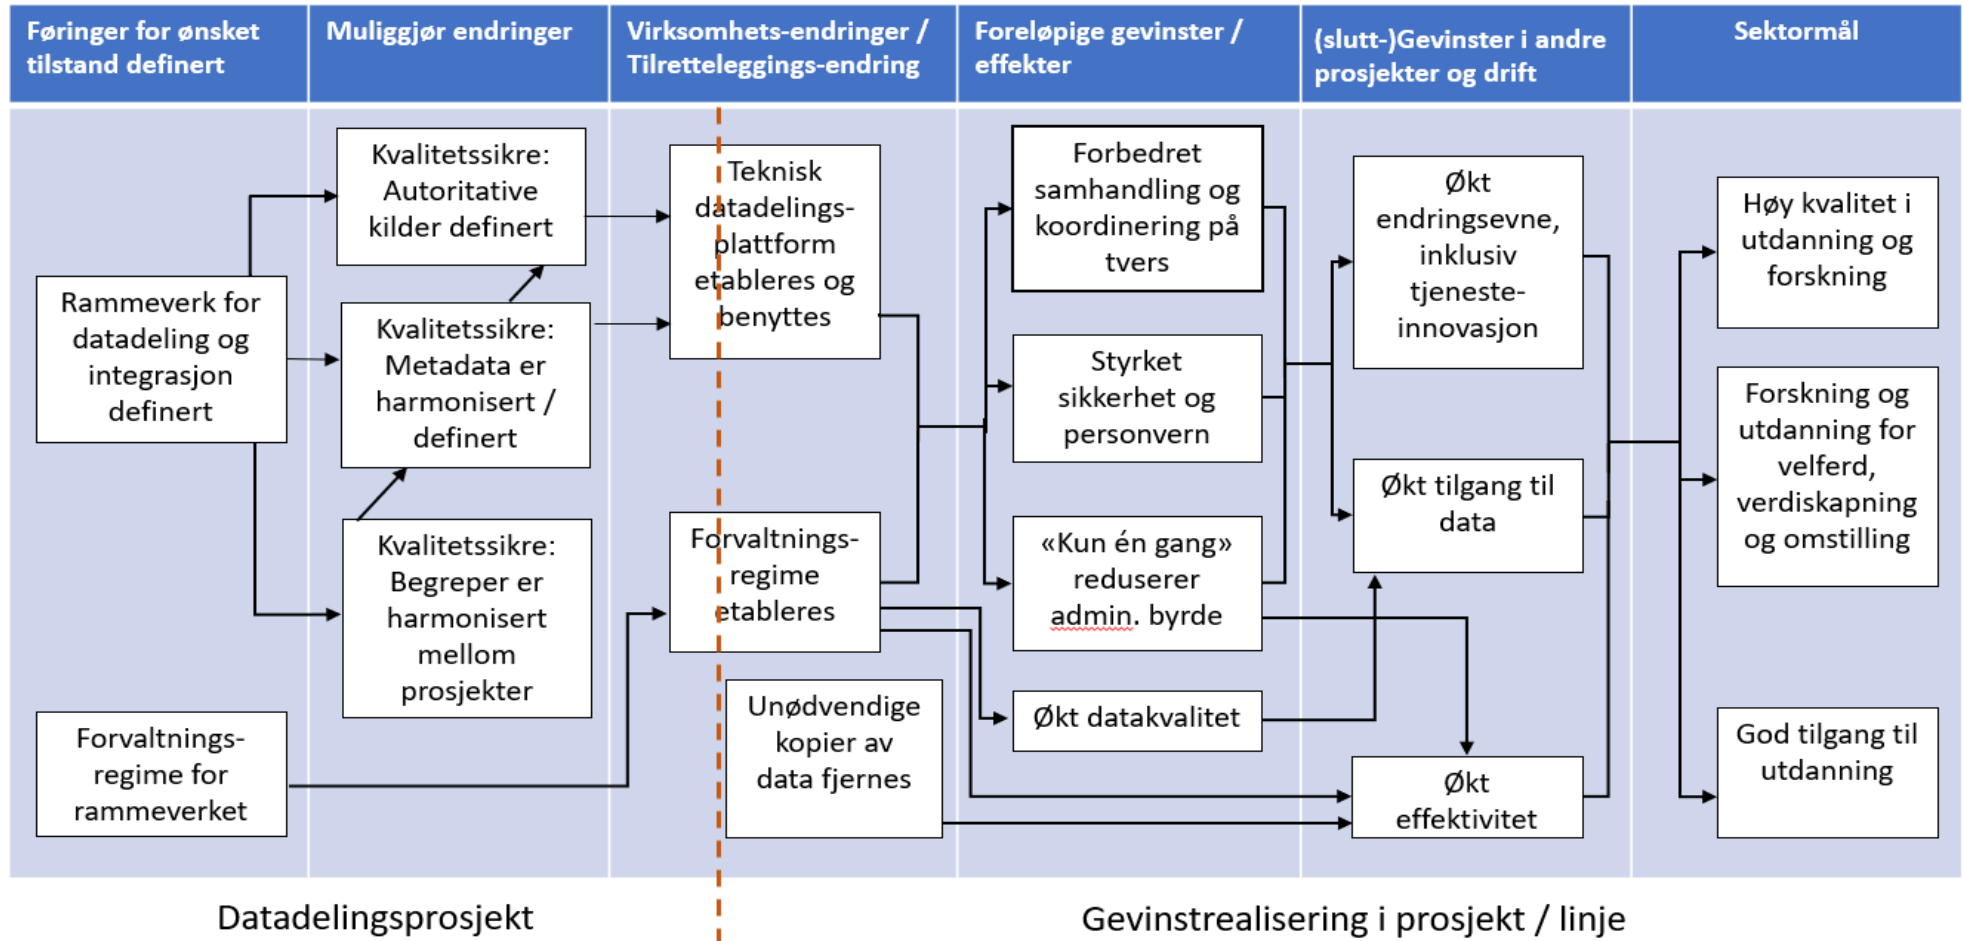 Føringer for ønsket
tilstand definert
Muliggjør endringer
Virksomhets-endringer /
Tilretteleggings-endring
Foreløpige gevinster /
effekter
(slutt-)Gevinster i andre
prosjekter og drift
Sektormål
Rammeverk for
datadeling og
integrasjon
definert
Forvaltnings-
regime for
rammeverket
Kvalitetssikre:
Autoritative
kilder definert
Kvalitetssikre:
Metadata er
harmonisert /
definert
Kvalitetssikre:
Begreper er
harmonisert
mellom
prosjekter
Teknisk
datadelings-
plattform
etableres og
benyttes
Forvaltnings-
regime
etableres
Unødvendige
kopier av
data fjernes
Forbedret
samhandling og
koordinering på
tvers
Styrket
sikkerhet og
personvern
«Kun én gang»
reduserer
admin. byrde
Økt datakvalitet
Økt
endringsevne,
inklusiv
tjeneste-
innovasjon
Økt tilgang til
data
Økt
effektivitet
Høy kvalitet i
utdanning og
forskning
Forskning og
utdanning for
velferd,
verdiskapning
og omstilling
God tilgang til
utdanning
Datadelingsprosjekt
Gevinstrealisering i prosjekt / linje